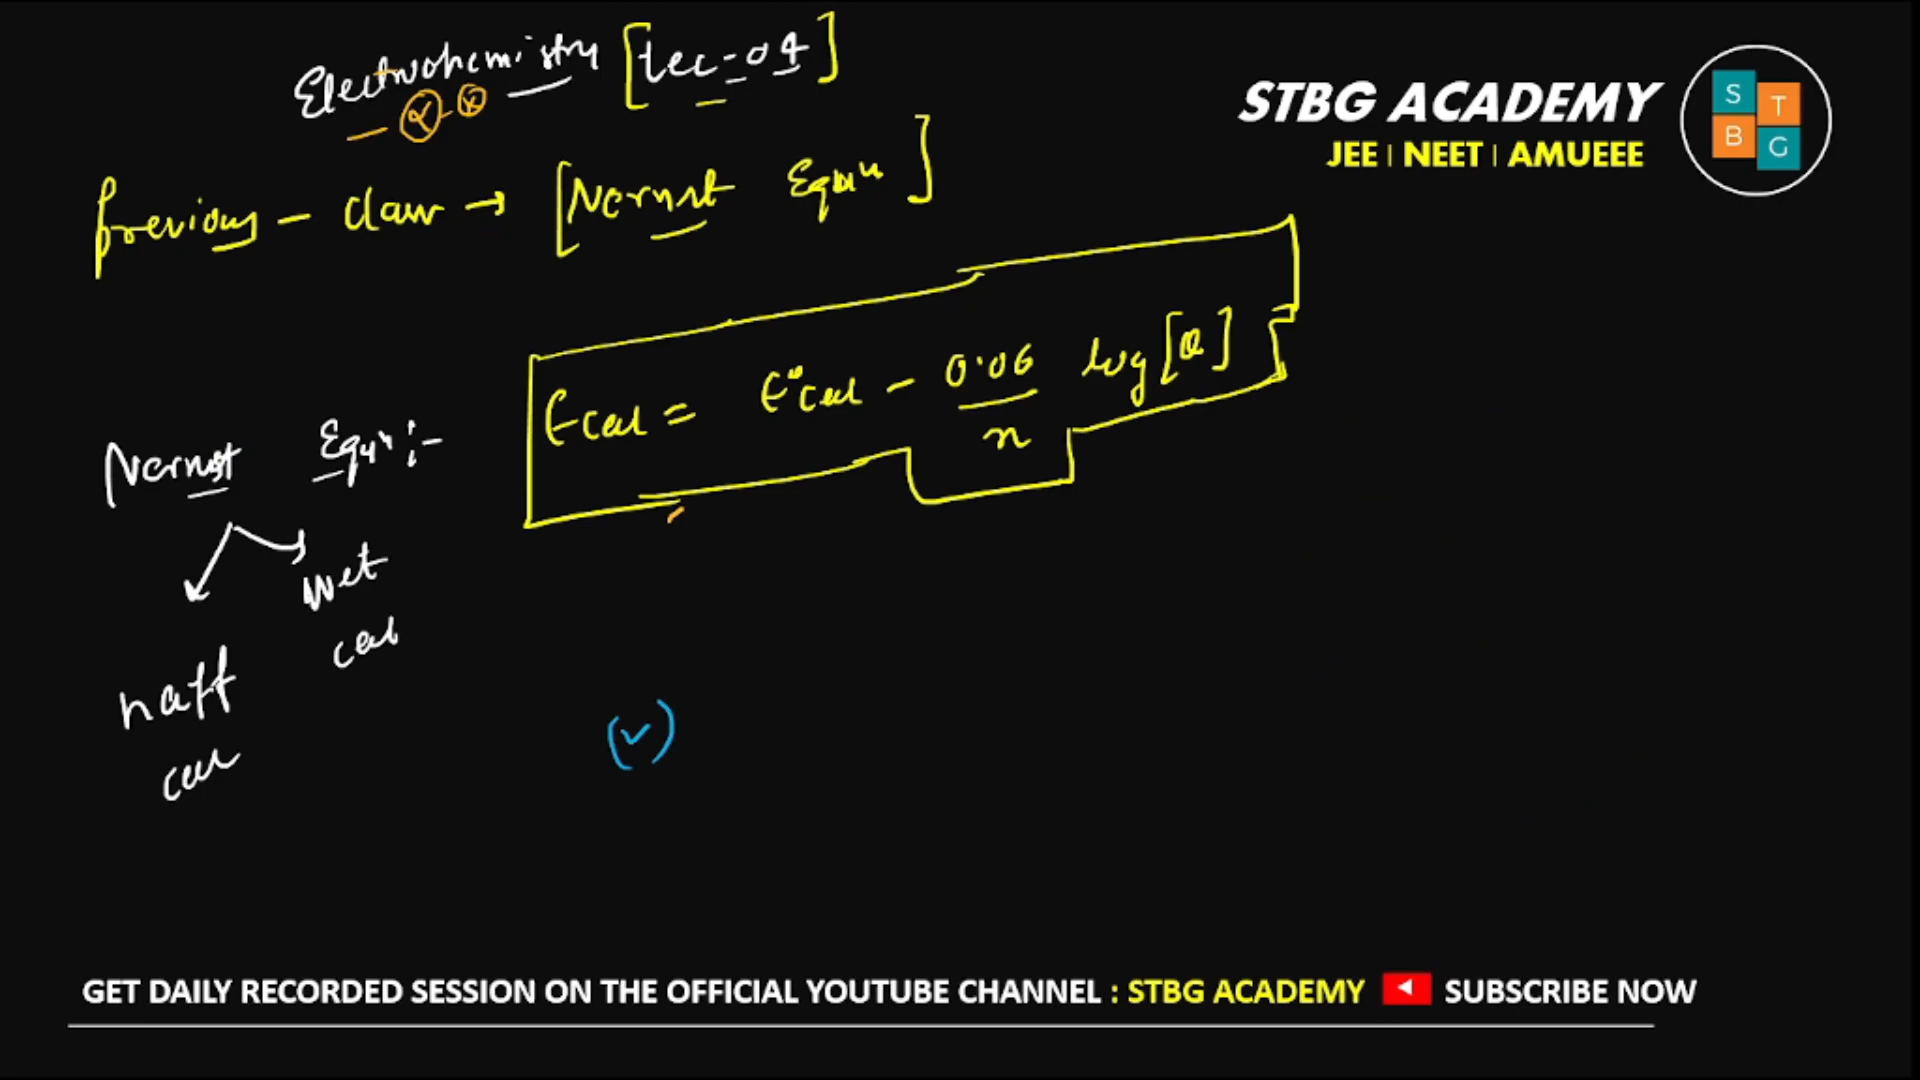 Electrochemistry [Lec-04]
STBG ACADEMY
JEE | NEET | AMUEEE
S T
B G
Previous - class → [Nernst Equn]
Ecell = E°cell - 0.06/n log[Q]
Nernst Equn :-
Net
cell
half
cell
(✓)
GET DAILY RECORDED SESSION ON THE OFFICIAL YOUTUBE CHANNEL : STBG ACADEMY SUBSCRIBE NOW